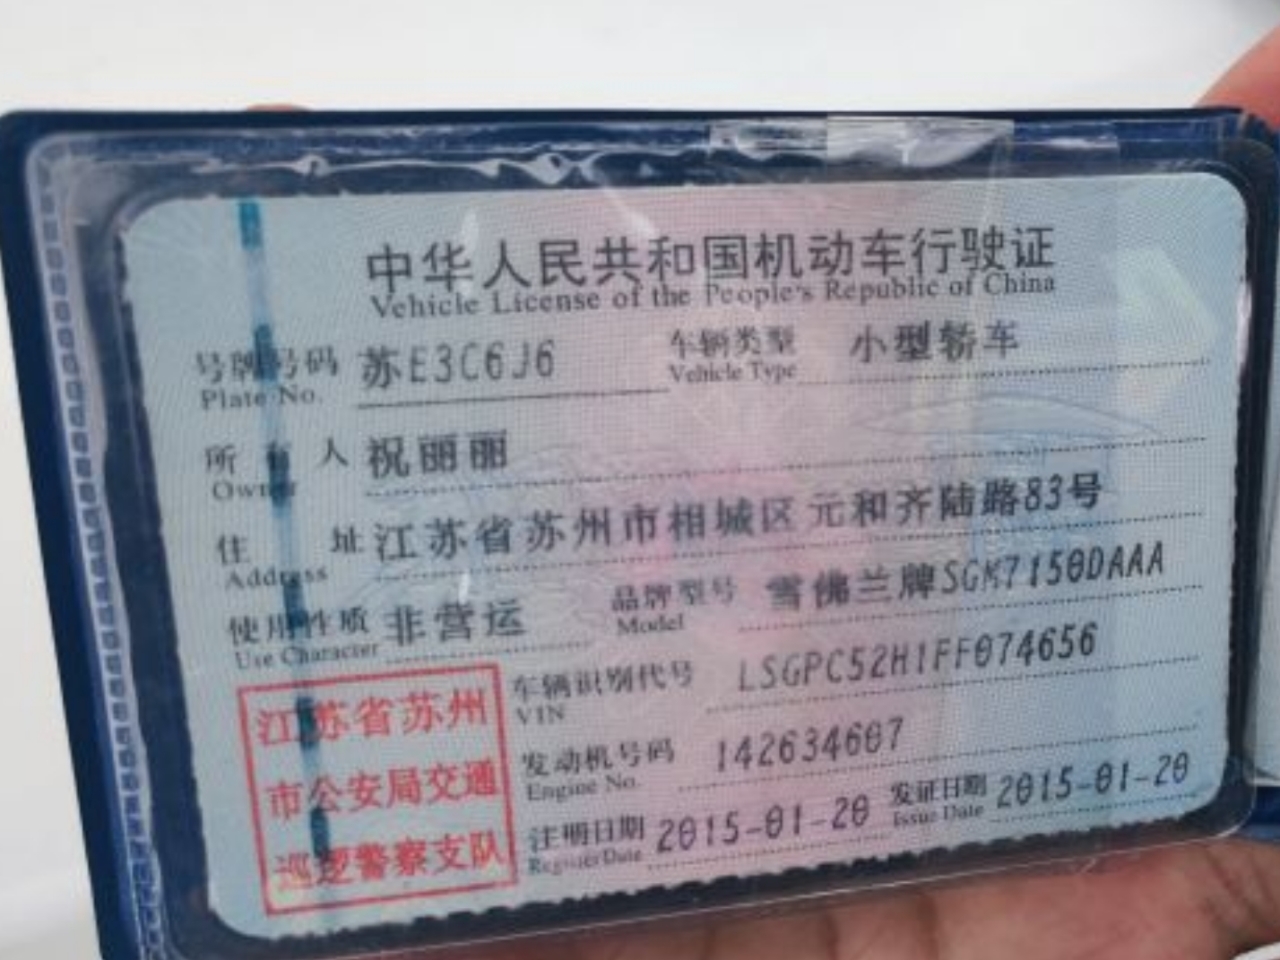 中华人民共和国机动车行驶证
Vehicle License of the People's Republic of China
号牌号码 苏E3C6J6 车辆类型 小型轿车
Plate No. Vehicle Type
所有人 祝丽丽
Owner
住址 江苏省苏州市相城区元和齐陆路83号
Address
使用性质 非营运 品牌型号 雪佛兰牌SGM7150DAAA
Use Character Model
江苏省苏州
市公安局交通
巡逻警察支队
车辆识别代号 LSGPC52H1FF074656
VIN
发动机号码 142634607
Engine No.
注册日期 2015-01-20 发证日期 2015-01-20
Register Date Issue Date